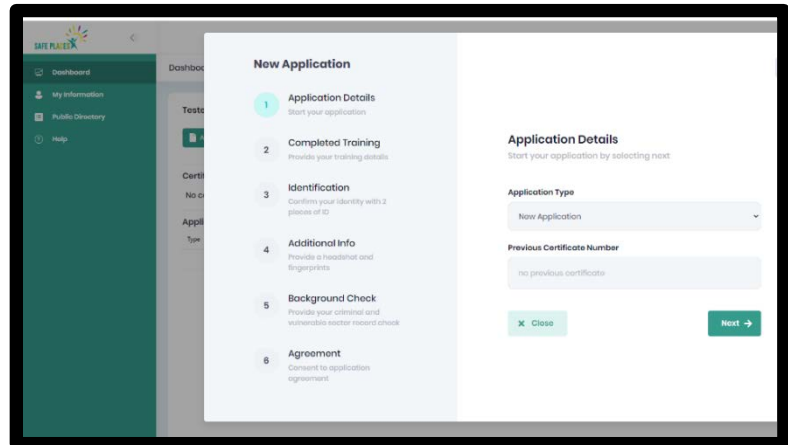 SAFE PLACES
Dashboard
My Information
Public Directory
Help
Dashboa
Teste
Certi
No c
Appli
Type
New Application
1
Application Details
Start your application
2
Completed Training
Provide your training details
3
Identification
Confirm your identity with 2
pieces of ID
4
Additional Info
Provide a headshot and
fingerprints
5
Background Check
Provide your criminal and
vulnerable sector record check
6
Agreement
Consent to application
agreement
Application Details
Start your application by selecting next
Application Type
New Application
Previous Certificate Number
no previous certificate
X Close
Next →